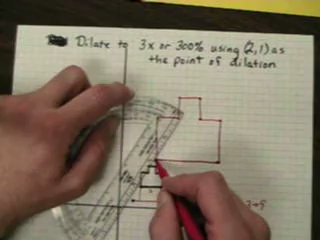 Dilate to 3x or 300% using (2,1) as
the point of dilation